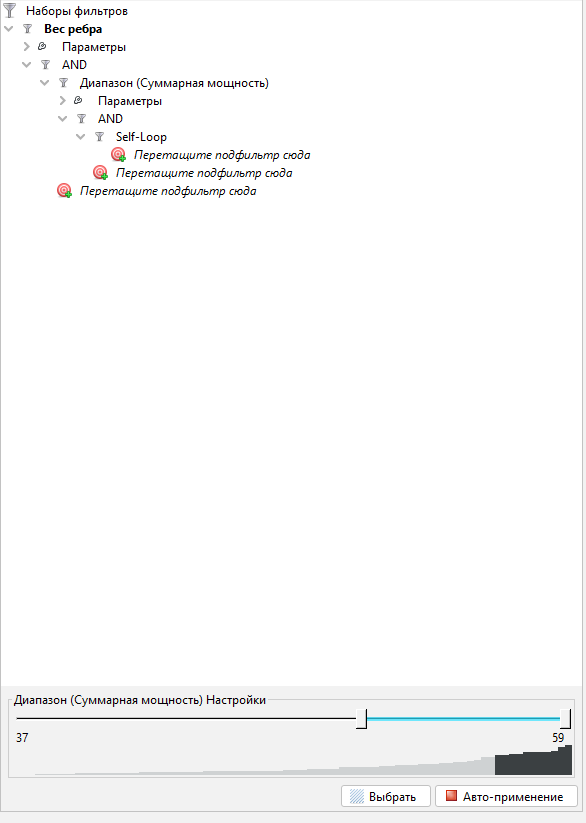 Наборы фильтров
Вес ребра
Параметры
AND
Диапазон (Суммарная мощность)
Параметры
AND
Self-Loop
Перетащите подфильтр сюда
Перетащите подфильтр сюда
Перетащите подфильтр сюда
Диапазон (Суммарная мощность) Настройки
37 59
Выбрать Авто-применение